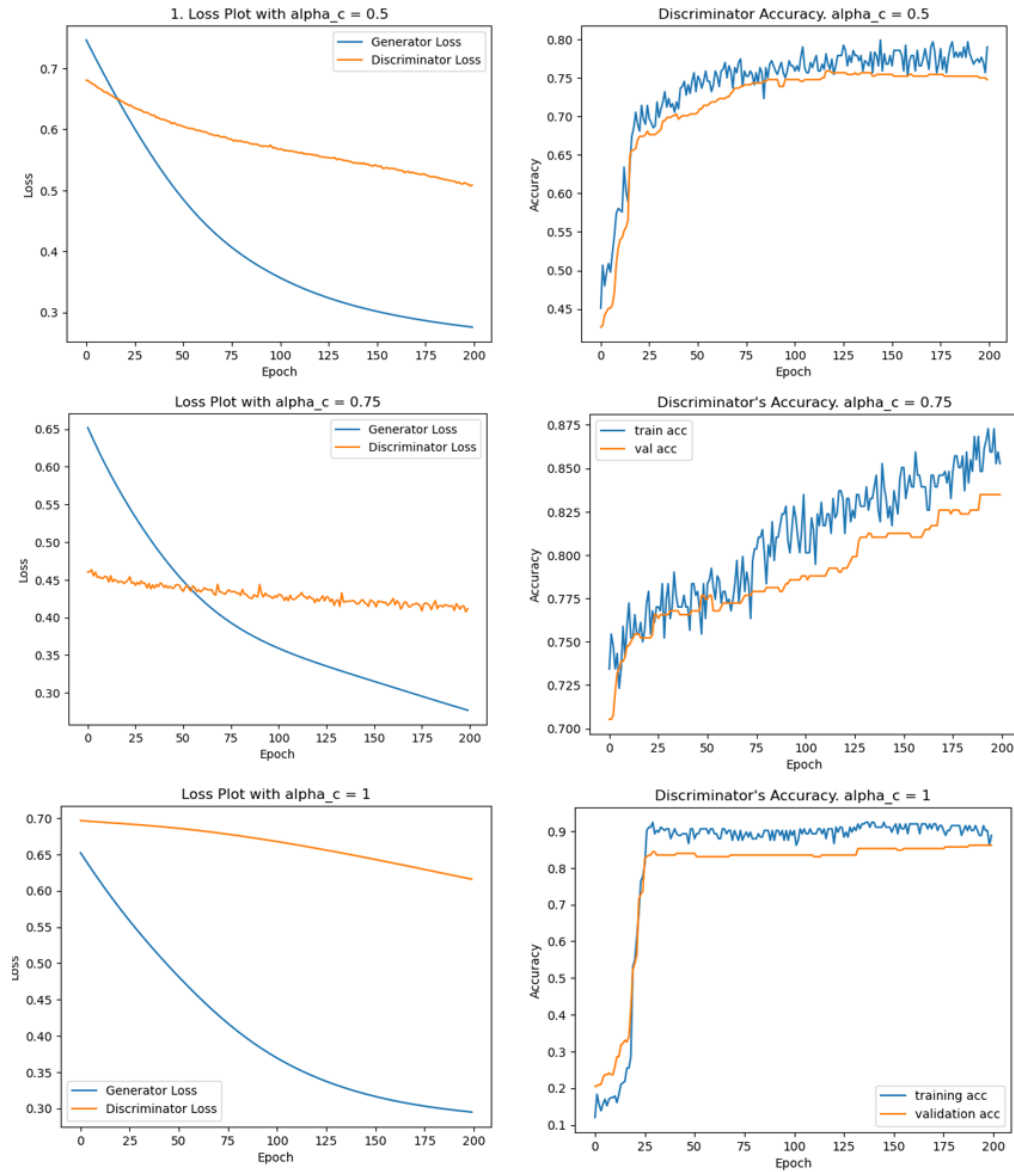 1. Loss Plot with alpha_c = 0.5
Generator Loss
Discriminator Loss
0.7
0.6
0.5
0.4
0.3
Loss
0 25 50 75 100 125 150 175 200
Epoch
Discriminator Accuracy. alpha_c = 0.5
0.80
0.75
0.70
0.65
0.60
0.55
0.50
0.45
Accuracy
0 25 50 75 100 125 150 175 200
Epoch
Loss Plot with alpha_c = 0.75
Generator Loss
Discriminator Loss
0.65
0.60
0.55
0.50
0.45
0.40
0.35
0.30
Loss
0 25 50 75 100 125 150 175 200
Epoch
Discriminator's Accuracy. alpha_c = 0.75
train acc
val acc
0.875
0.850
0.825
0.800
0.775
0.750
0.725
0.700
Accuracy
0 25 50 75 100 125 150 175 200
Epoch
Loss Plot with alpha_c = 1
0.70
0.65
0.60
0.55
0.50
0.45
0.40
0.35
0.30
Loss
Generator Loss
Discriminator Loss
0 25 50 75 100 125 150 175 200
Epoch
Discriminator's Accuracy. alpha_c = 1
0.9
0.8
0.7
0.6
0.5
0.4
0.3
0.2
0.1
Accuracy
training acc
validation acc
0 25 50 75 100 125 150 175 200
Epoch